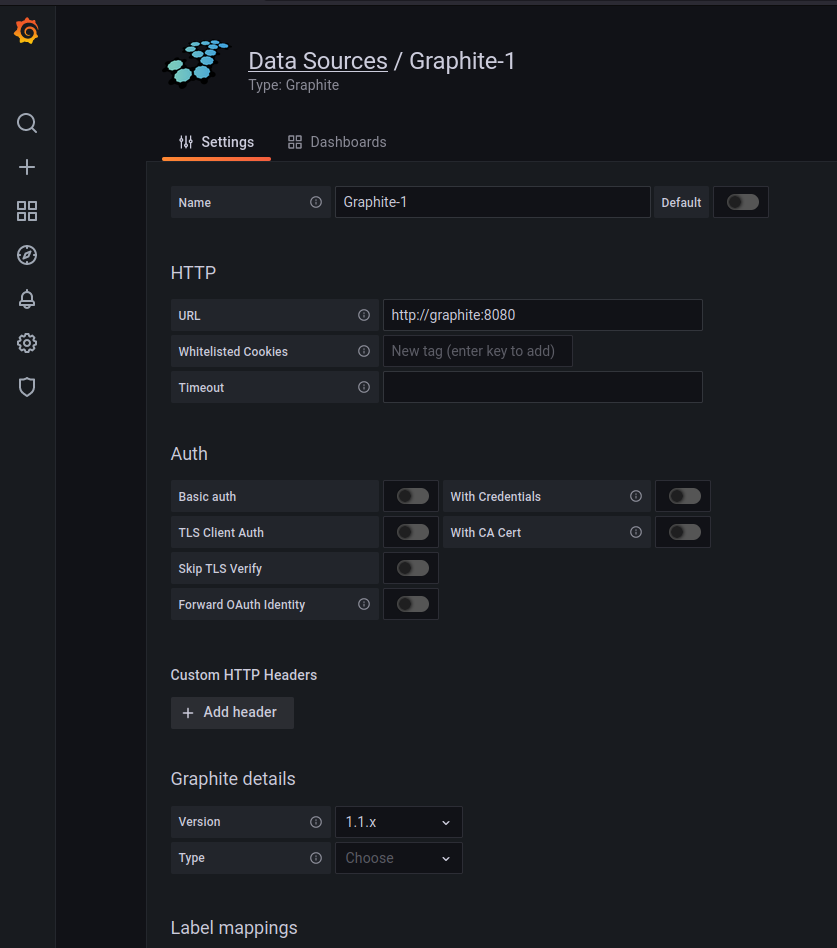 Data Sources / Graphite-1
Type: Graphite
Settings Dashboards
Name Graphite-1 Default
HTTP
URL http://graphite:8080
Whitelisted Cookies New tag (enter key to add)
Timeout
Auth
Basic auth With Credentials
TLS Client Auth With CA Cert
Skip TLS Verify
Forward OAuth Identity
Custom HTTP Headers
+ Add header
Graphite details
Version 1.1.x
Type Choose
Label mappings